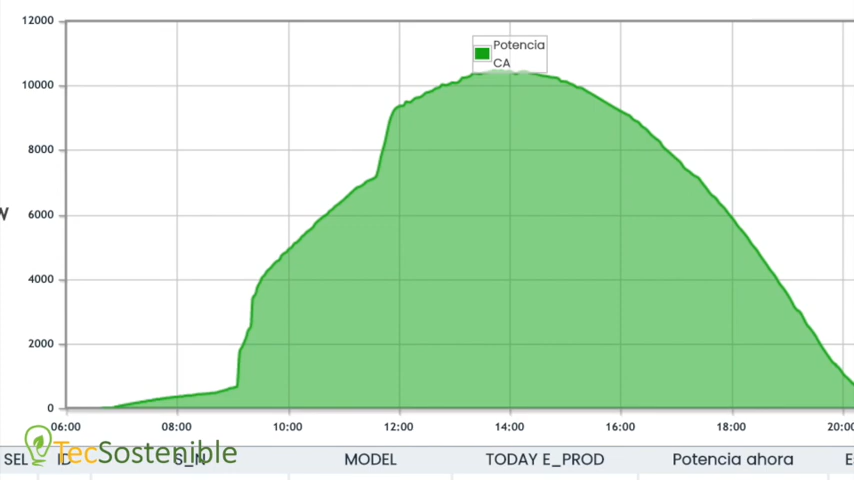 12000
Potencia
CA
10000
8000
W
6000
4000
2000
0
06:00 08:00 10:00 12:00 14:00 16:00 18:00 20:00
TecSostenible
SEL ID S_N MODEL TODAY E_PROD Potencia ahora E